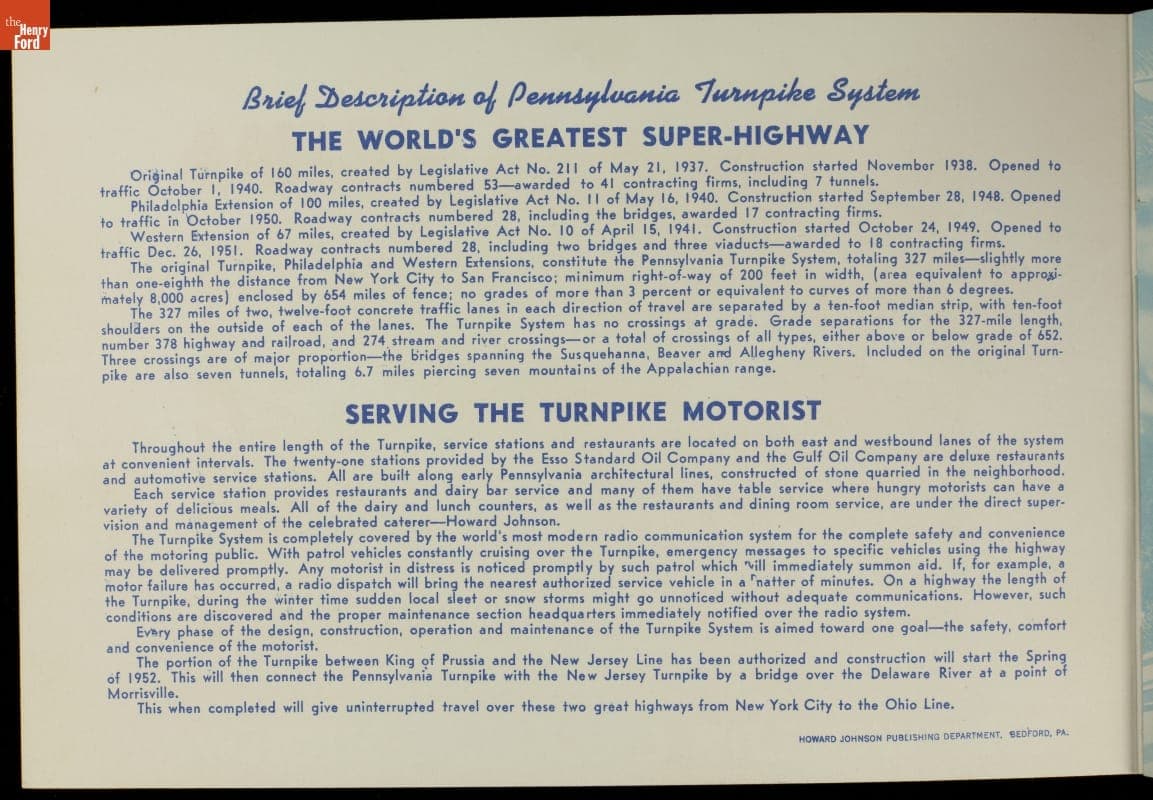 the
Henry
Ford
Brief Description of Pennsylvania Turnpike System
THE WORLD'S GREATEST SUPER-HIGHWAY
Original Turnpike of 160 miles, created by Legislative Act No. 211 of May 21, 1937. Construction started November 1938. Opened to
traffic October 1, 1940. Roadway contracts numbered 53—awarded to 41 contracting firms, including 7 tunnels.
Philadolphia Extension of 100 miles, created by Legislative Act No. 11 of May 16, 1940. Construction started September 28, 1948. Opened
to traffic in October 1950. Roadway contracts numbered 28, including the bridges, awarded 17 contracting firms.
Western Extension of 67 miles, created by Legislative Act No. 10 of April 15, 1941. Construction started October 24, 1949. Opened to
traffic Dec. 26, 1951. Roadway contracts numbered 28, including two bridges and three viaducts—awarded to 18 contracting firms.
The original Turnpike, Philadelphia and Western Extensions, constitute the Pennsylvania Turnpike System, totaling 327 miles—slightly more
than one-eighth the distance from New York City to San Francisco; minimum right-of-way of 200 feet in width, (area equivalent to approxi-
mately 8,000 acres) enclosed by 654 miles of fence; no grades of more than 3 percent or equivalent to curves of more than 6 degrees.
The 327 miles of two, twelve-foot concrete traffic lanes in each direction of travel are separated by a ten-foot median strip, with ten-foot
shoulders on the outside of each of the lanes. The Turnpike System has no crossings at grade. Grade separations for the 327-mile length,
number 378 highway and railroad, and 274 stream and river crossings—or a total of crossings of all types, either above or below grade of 652.
Three crossings are of major proportion—the bridges spanning the Susquehanna, Beaver and Allegheny Rivers. Included on the original Turn-
pike are also seven tunnels, totaling 6.7 miles piercing seven mountains of the Appalachian range.
SERVING THE TURNPIKE MOTORIST
Throughout the entire length of the Turnpike, service stations and restaurants are located on both east and westbound lanes of the system
at convenient intervals. The twenty-one stations provided by the Esso Standard Oil Company and the Gulf Oil Company are deluxe restaurants
and automotive service stations. All are built along early Pennsylvania architectural lines, constructed of stone quarried in the neighborhood.
Each service station provides restaurants and dairy bar service and many of them have table service where hungry motorists can have a
variety of delicious meals. All of the dairy and lunch counters, as well as the restaurants and dining room service, are under the direct super-
vision and management of the celebrated caterer—Howard Johnson.
The Turnpike System is completely covered by the world's most modern radio communication system for the complete safety and convenience
of the motoring public. With patrol vehicles constantly cruising over the Turnpike, emergency messages to specific vehicles using the highway
may be delivered promptly. Any motorist in distress is noticed promptly by such patrol which will immediately summon aid. If, for example, a
motor failure has occurred, a radio dispatch will bring the nearest authorized service vehicle in a matter of minutes. On a highway the length of
the Turnpike, during the winter time sudden local sleet or snow storms might go unnoticed without adequate communications. However, such
conditions are discovered and the proper maintenance section headquarters immediately notified over the radio system.
Every phase of the design, construction, operation and maintenance of the Turnpike System is aimed toward one goal—the safety, comfort
and convenience of the motorist.
The portion of the Turnpike between King of Prussia and the New Jersey Line has been authorized and construction will start the Spring
of 1952. This will then connect the Pennsylvania Turnpike with the New Jersey Turnpike by a bridge over the Delaware River at a point of
Morrisville.
This when completed will give uninterrupted travel over these two great highways from New York City to the Ohio Line.
HOWARD JOHNSON PUBLISHING DEPARTMENT, BEDFORD, PA.